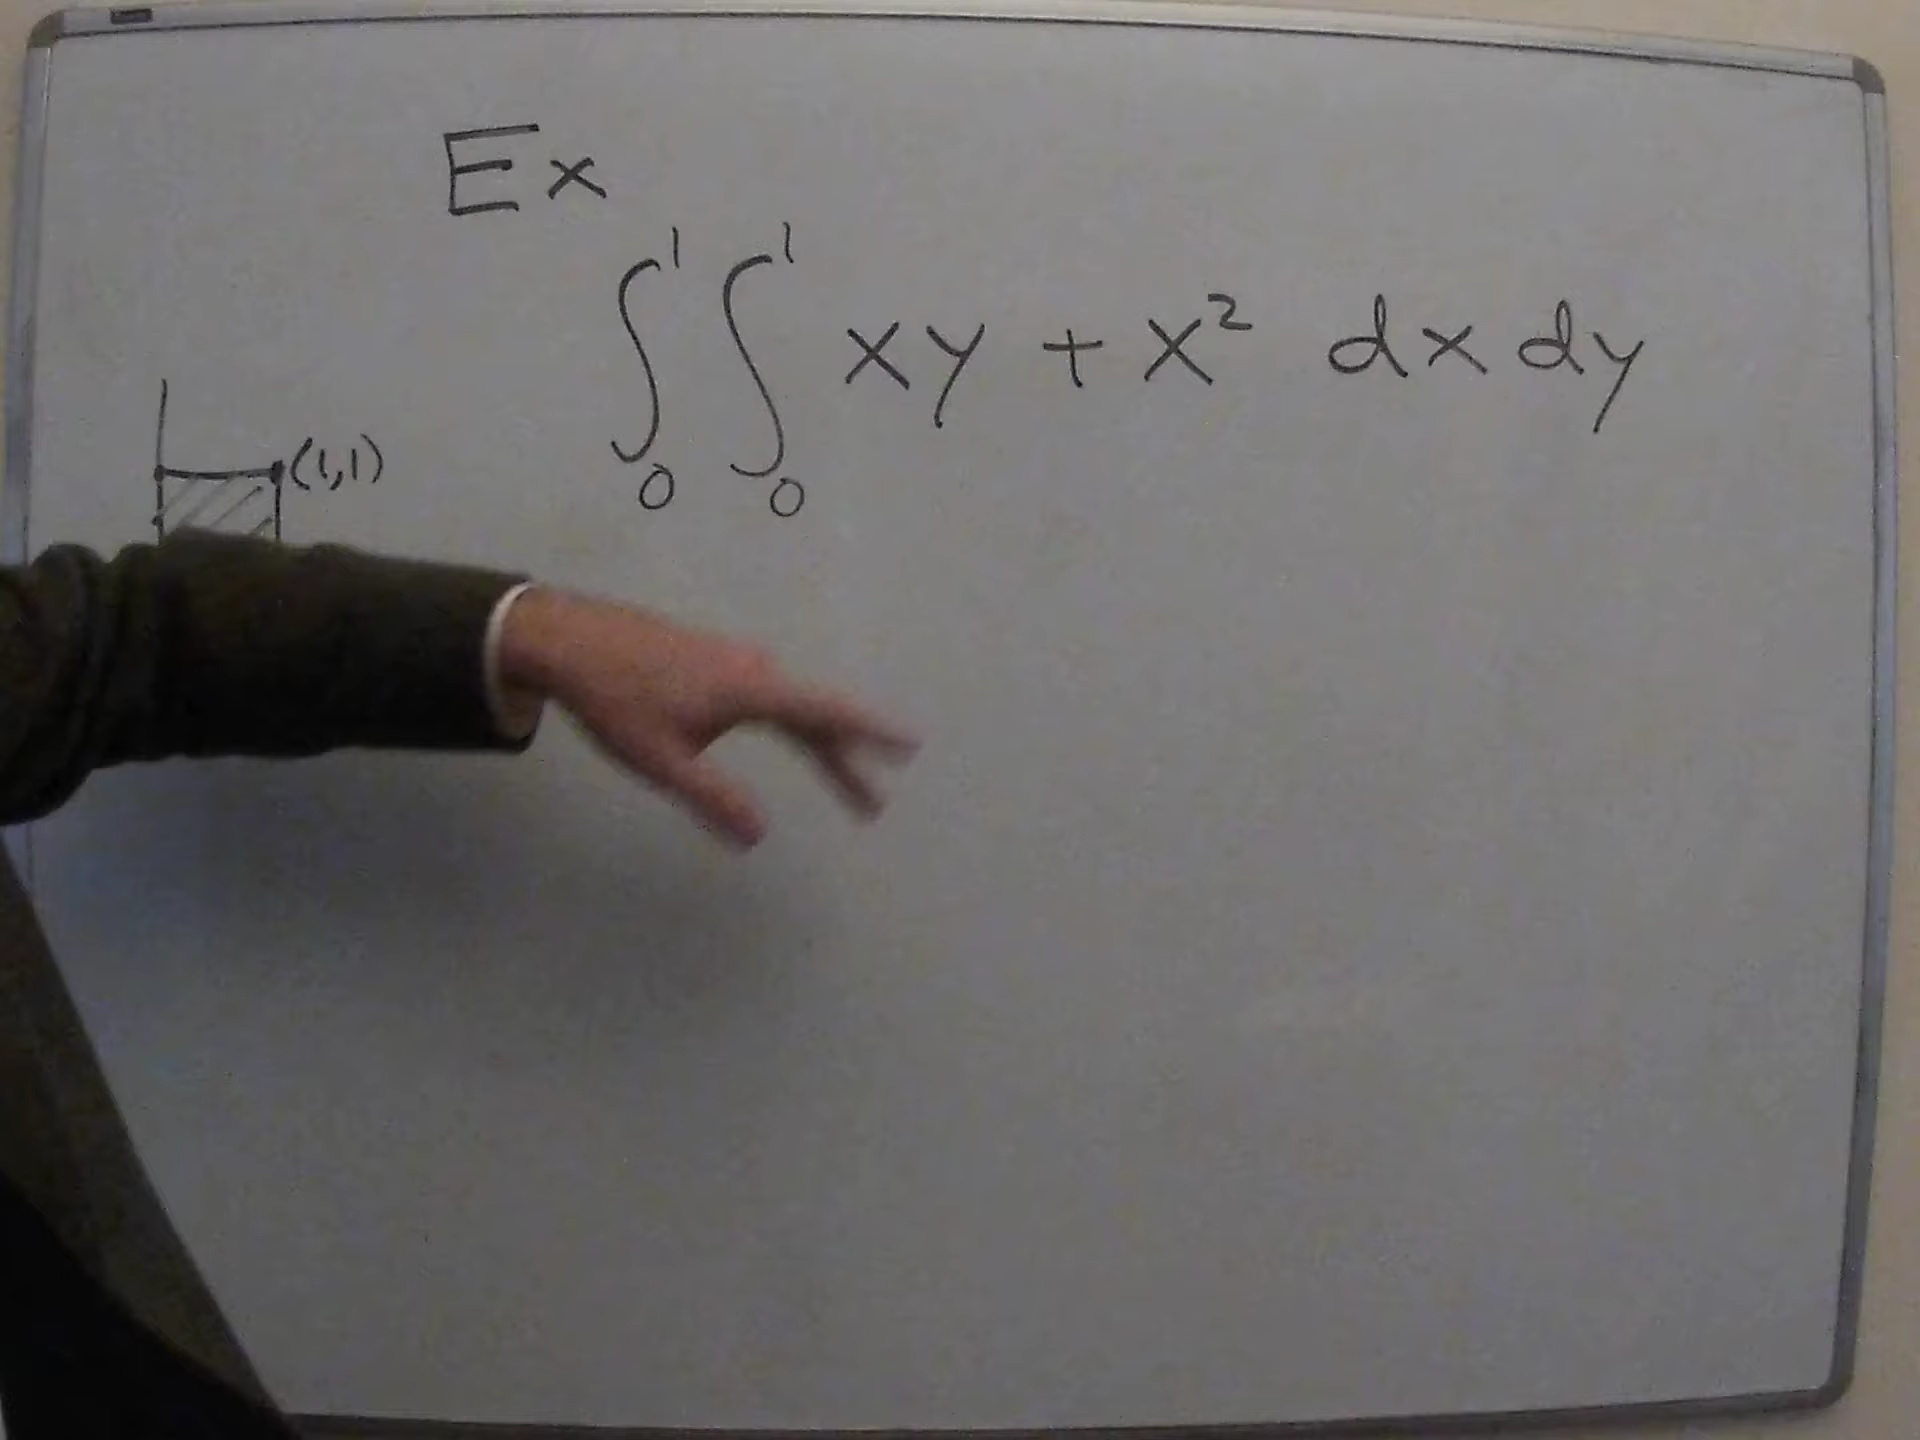 Ex
∫₀¹ ∫₀¹ xy + x² dx dy
(1,1)